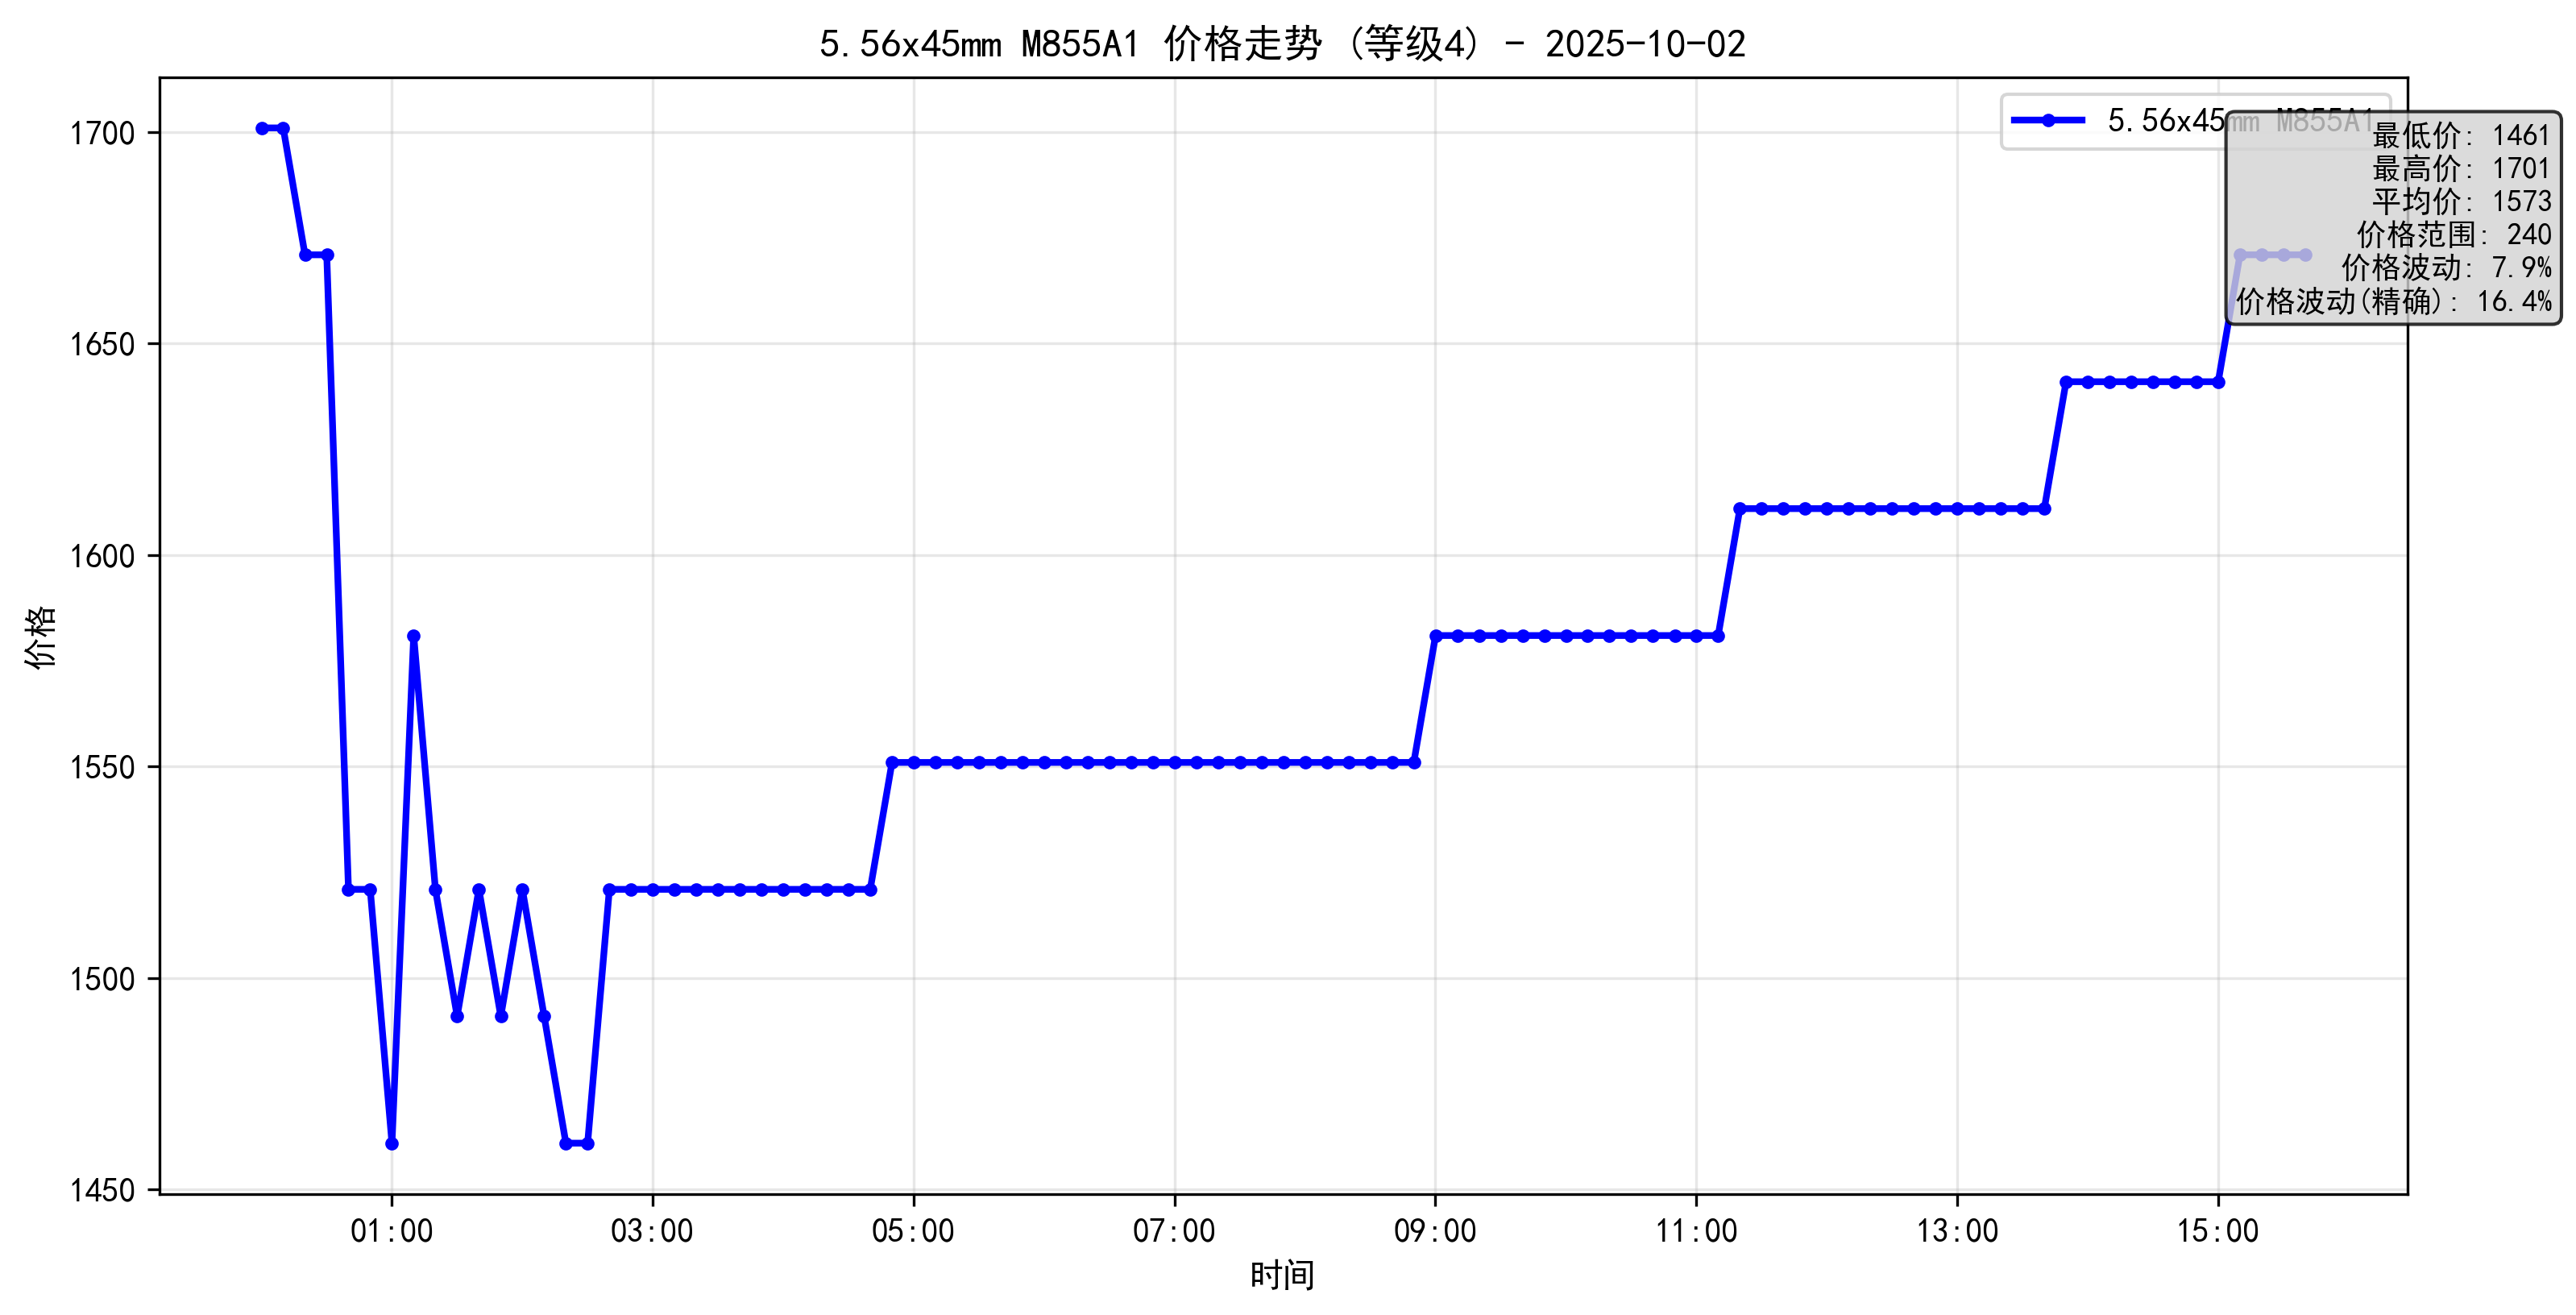 5.56x45mm M855A1 价格走势 (等级4) - 2025-10-02
5.56x45mm M855A1
最低价: 1461
最高价: 1701
平均价: 1573
价格范围: 240
价格波动: 7.9%
价格波动(精确): 16.4%
1700
1650
1600
1550
1500
1450
价格
01:00 03:00 05:00 07:00 09:00 11:00 13:00 15:00
时间